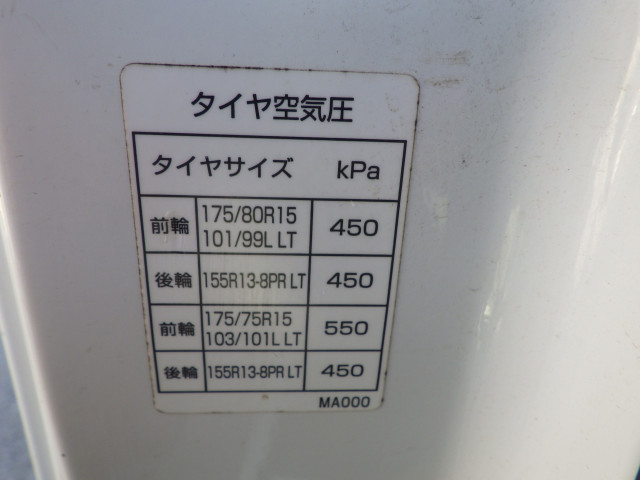 タイヤ空気圧
タイヤサイズ kPa
前輪 175/80R15 101/99L LT 450
後輪 155R13-8PR LT 450
前輪 175/75R15 103/101L LT 550
後輪 155R13-8PR LT 450
MA000